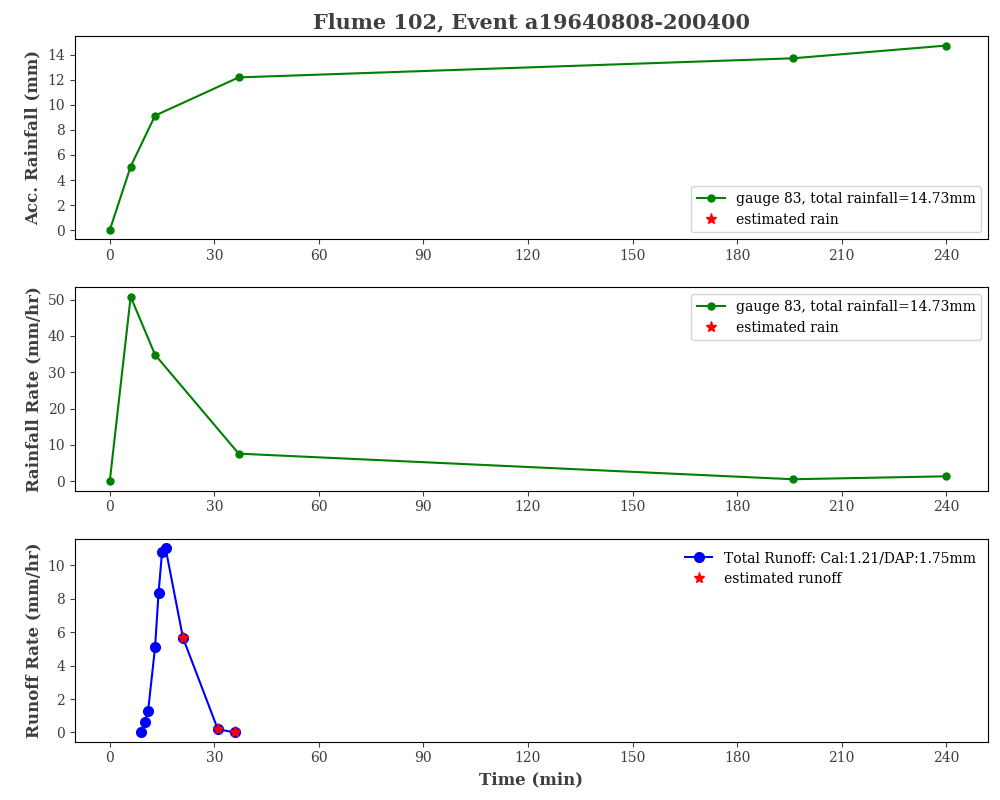 Flume 102, Event a19640808-200400
Acc. Rainfall (mm)
14
12
10
8
6
4
2
0
gauge 83, total rainfall=14.73mm
estimated rain
0 30 60 90 120 150 180 210 240
Rainfall Rate (mm/hr)
50
40
30
20
10
0
gauge 83, total rainfall=14.73mm
estimated rain
0 30 60 90 120 150 180 210 240
Runoff Rate (mm/hr)
10
8
6
4
2
0
Total Runoff: Cal:1.21/DAP:1.75mm
estimated runoff
0 30 60 90 120 150 180 210 240
Time (min)